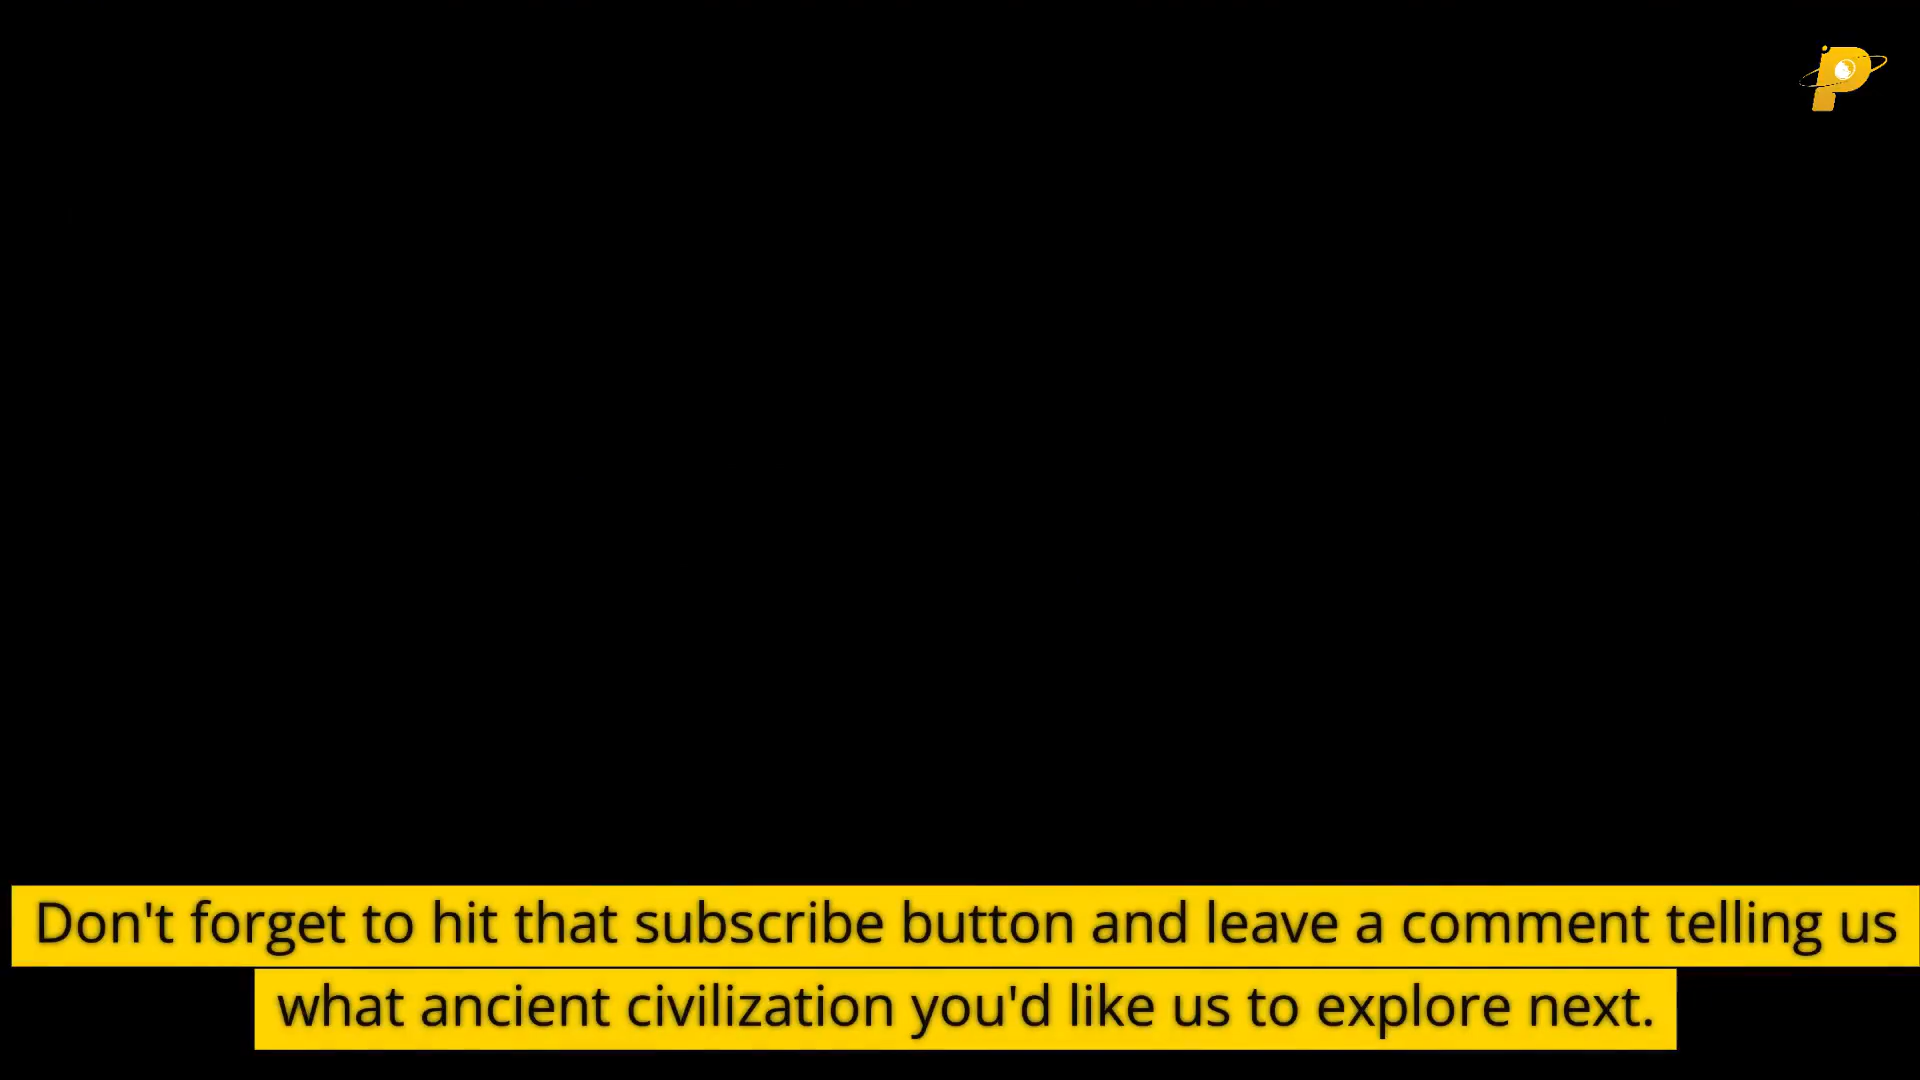 Don't forget to hit that subscribe button and leave a comment telling us
what ancient civilization you'd like us to explore next.